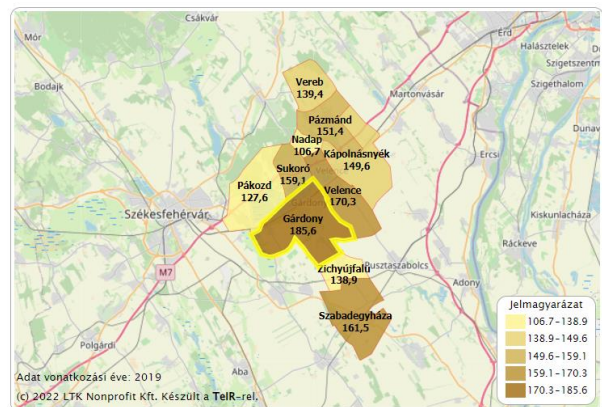 Csákvár
Mór
Bodajk
Érd
Halásztelek
Szigetszentm
Szigethalom
Martonvásár
Duna
Vereb
139,4
Pázmánd
151,4
Nadap
106,7
Kápolnásnyék
149,6
Ercsi
Sukoró
159,1
Pákozd
127,6
Velence
170,3
Székesfehérvár
Gárdony
185,6
Kiskunlacháza
Ráckeve
M7
Zichyújfalu
138,9
Pusztaszabolcs
Adony
Szabadegyháza
161,5
Polgárdi
Aba
Jelmagyarázat
106.7-138.9
138.9-149.6
149.6-159.1
159.1-170.3
170.3-185.6
Adat vonatkozási éve: 2019
(c) 2022 LTK Nonprofit Kft. Készült a TeIR-rel.